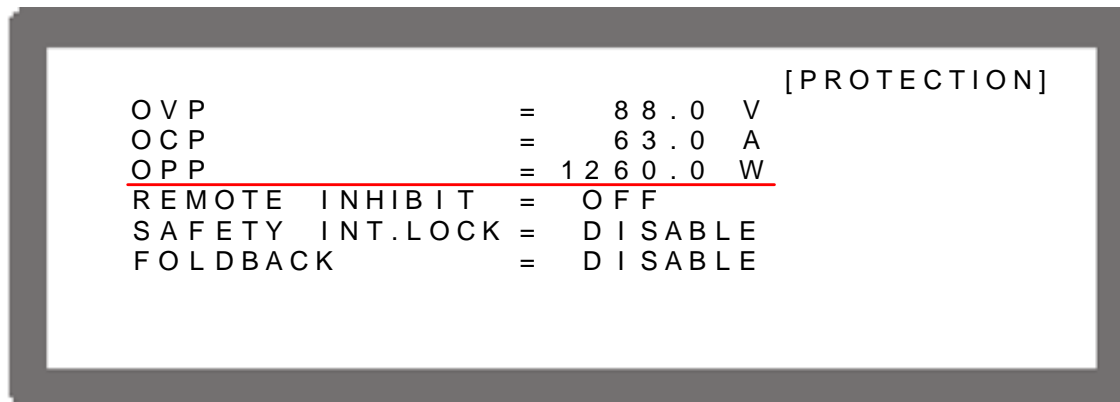 [PROTECTION]
OVP = 88.0 V
OCP = 63.0 A
OPP = 1260.0 W
REMOTE INHIBIT = OFF
SAFETY INT.LOCK = DISABLE
FOLDBACK = DISABLE